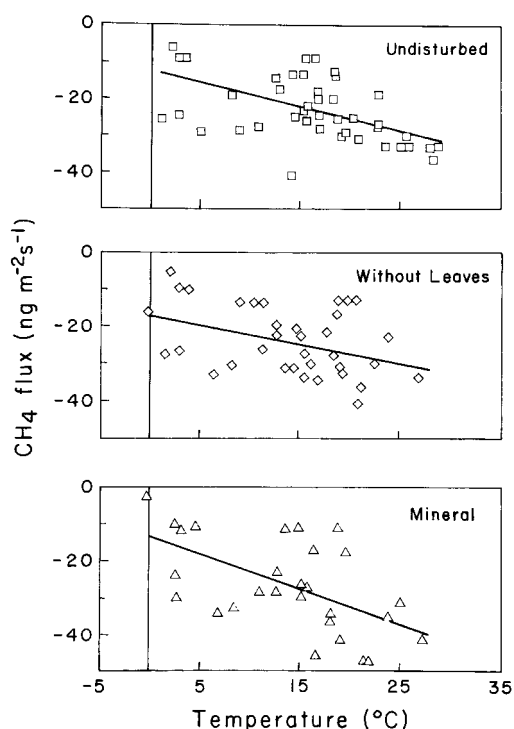 0
Undisturbed
-20
-40
0
Without Leaves
-20
-40
CH4 flux (ng m−2s−1)
0
Mineral
-20
-40
-5 5 15 25 35
Temperature (°C)